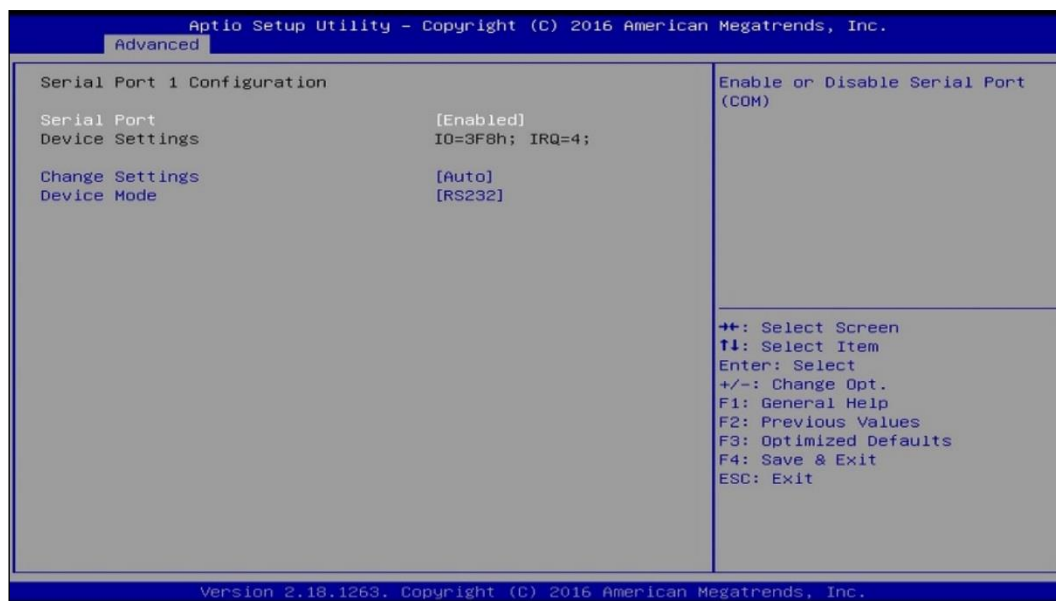 Aptio Setup Utility – Copyright (C) 2016 American Megatrends, Inc.
Advanced
Serial Port 1 Configuration
Serial Port [Enabled]
Device Settings IO=3F8h; IRQ=4;
Change Settings [Auto]
Device Mode [RS232]
Enable or Disable Serial Port
(COM)
→←: Select Screen
↑↓: Select Item
Enter: Select
+/-: Change Opt.
F1: General Help
F2: Previous Values
F3: Optimized Defaults
F4: Save & Exit
ESC: Exit
Version 2.18.1263. Copyright (C) 2016 American Megatrends, Inc.